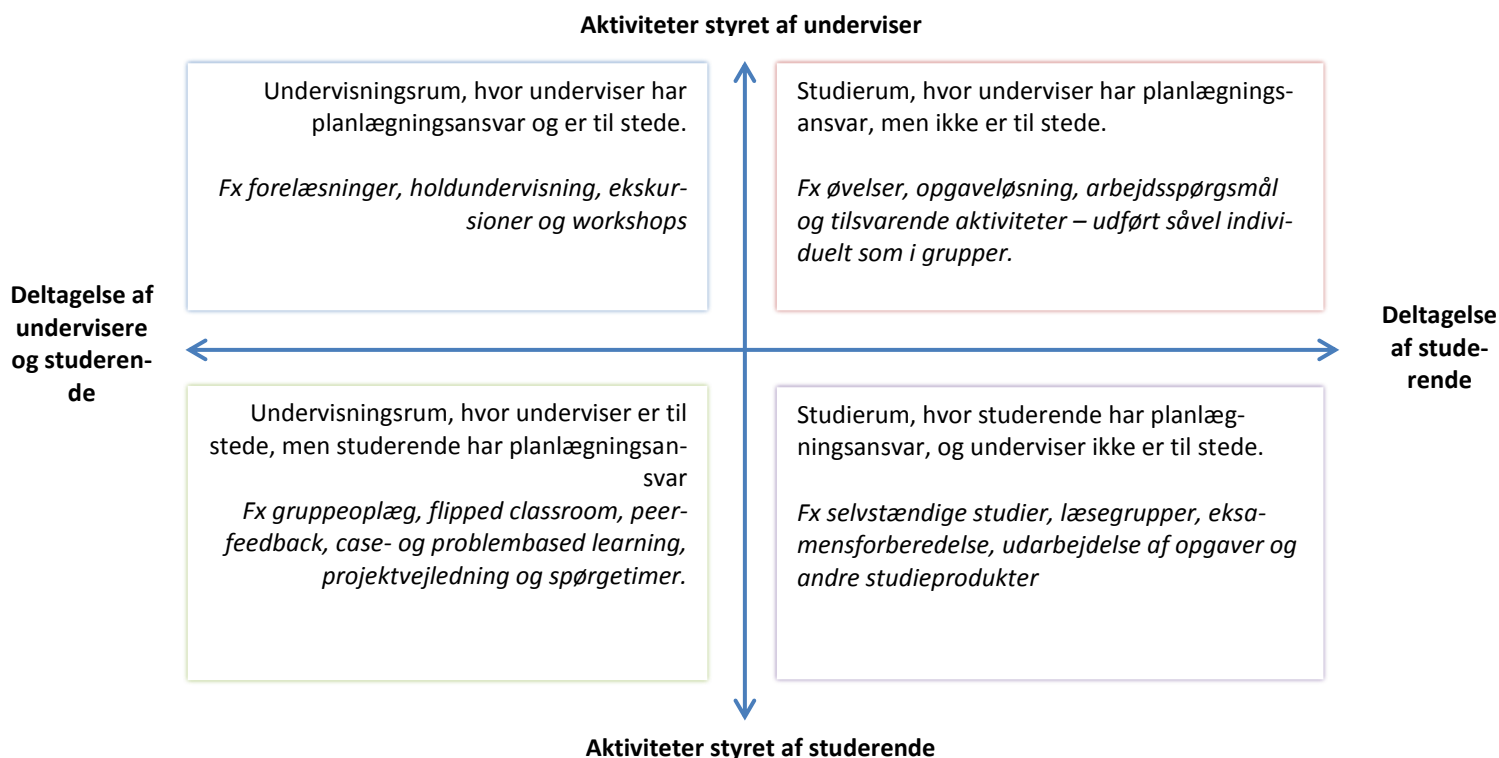 Aktiviteter styret af underviser
Undervisningsrum, hvor underviser har
planlægningsansvar og er til stede.
Fx forelæsninger, holdundervisning, ekskur-
sioner og workshops
Studierum, hvor underviser har planlægnings-
ansvar, men ikke er til stede.
Fx øvelser, opgaveløsning, arbejdsspørgsmål
og tilsvarende aktiviteter – udført såvel indivi-
duelt som i grupper.
Deltagelse af
undervisere
og studeren-
de
Deltagelse
af stude-
rende
Undervisningsrum, hvor underviser er til
stede, men studerende har planlægningsan-
svar
Fx gruppeoplæg, flipped classroom, peer-
feedback, case- og problembased learning,
projektvejledning og spørgetimer.
Studierum, hvor studerende har planlæg-
ningsansvar, og underviser ikke er til stede.
Fx selvstændige studier, læsegrupper, eksa-
mensforberedelse, udarbejdelse af opgaver og
andre studieprodukter
Aktiviteter styret af studerende